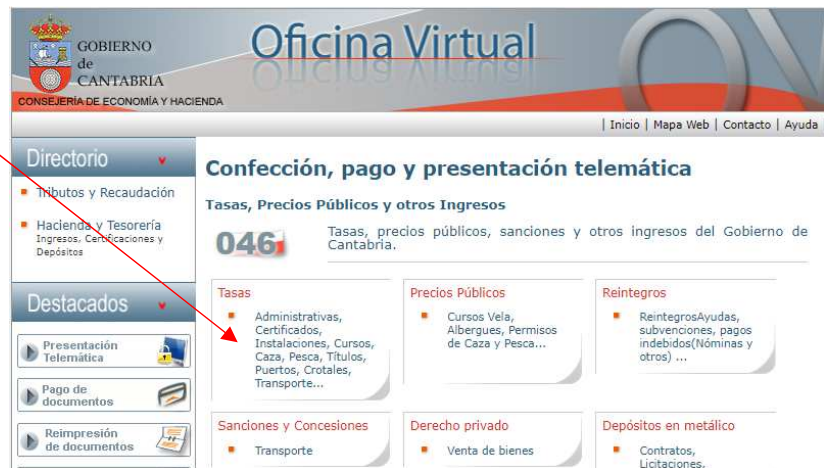 GOBIERNO
de
CANTABRIA
CONSEJERÍA DE ECONOMÍA Y HACIENDA
Oficina Virtual
| Inicio | Mapa Web | Contacto | Ayuda
Directorio
Tributos y Recaudación
Hacienda y Tesorería
Ingresos, Certificaciones y
Depósitos
Destacados
Presentación
Telemática
Pago de
documentos
Reimpresión
de documentos
Confección, pago y presentación telemática
Tasas, Precios Públicos y otros Ingresos
046
Tasas, precios públicos, sanciones y otros ingresos del Gobierno de
Cantabria.
Tasas
Administrativas,
Certificados,
Instalaciones, Cursos,
Caza, Pesca, Títulos,
Puertos, Crotales,
Transporte...
Precios Públicos
Cursos Vela,
Albergues, Permisos
de Caza y Pesca...
Reintegros
ReintegrosAyudas,
subvenciones, pagos
indebidos(Nóminas y
otros) ...
Sanciones y Concesiones
Transporte
Derecho privado
Venta de bienes
Depósitos en metálico
Contratos,
Licitaciones,